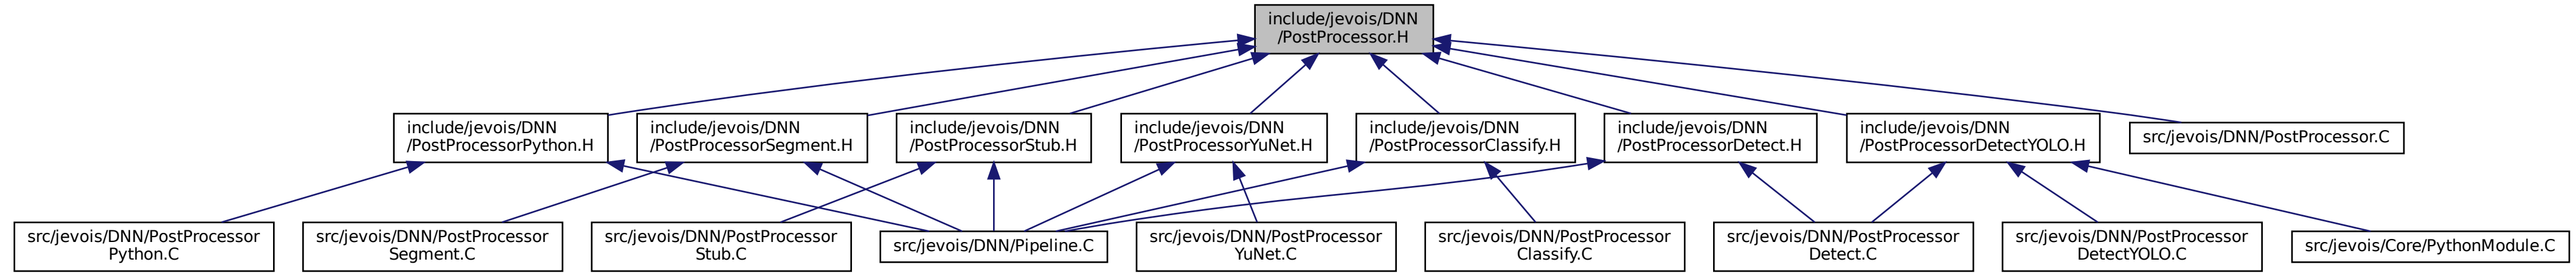 include/jevois/DNN
/PostProcessor.H
include/jevois/DNN
/PostProcessorPython.H
include/jevois/DNN
/PostProcessorSegment.H
include/jevois/DNN
/PostProcessorStub.H
include/jevois/DNN
/PostProcessorYuNet.H
include/jevois/DNN
/PostProcessorClassify.H
include/jevois/DNN
/PostProcessorDetect.H
include/jevois/DNN
/PostProcessorDetectYOLO.H
src/jevois/DNN/PostProcessor.C
src/jevois/DNN/PostProcessor
Python.C
src/jevois/DNN/PostProcessor
Segment.C
src/jevois/DNN/PostProcessor
Stub.C
src/jevois/DNN/Pipeline.C
src/jevois/DNN/PostProcessor
YuNet.C
src/jevois/DNN/PostProcessor
Classify.C
src/jevois/DNN/PostProcessor
Detect.C
src/jevois/DNN/PostProcessor
DetectYOLO.C
src/jevois/Core/PythonModule.C